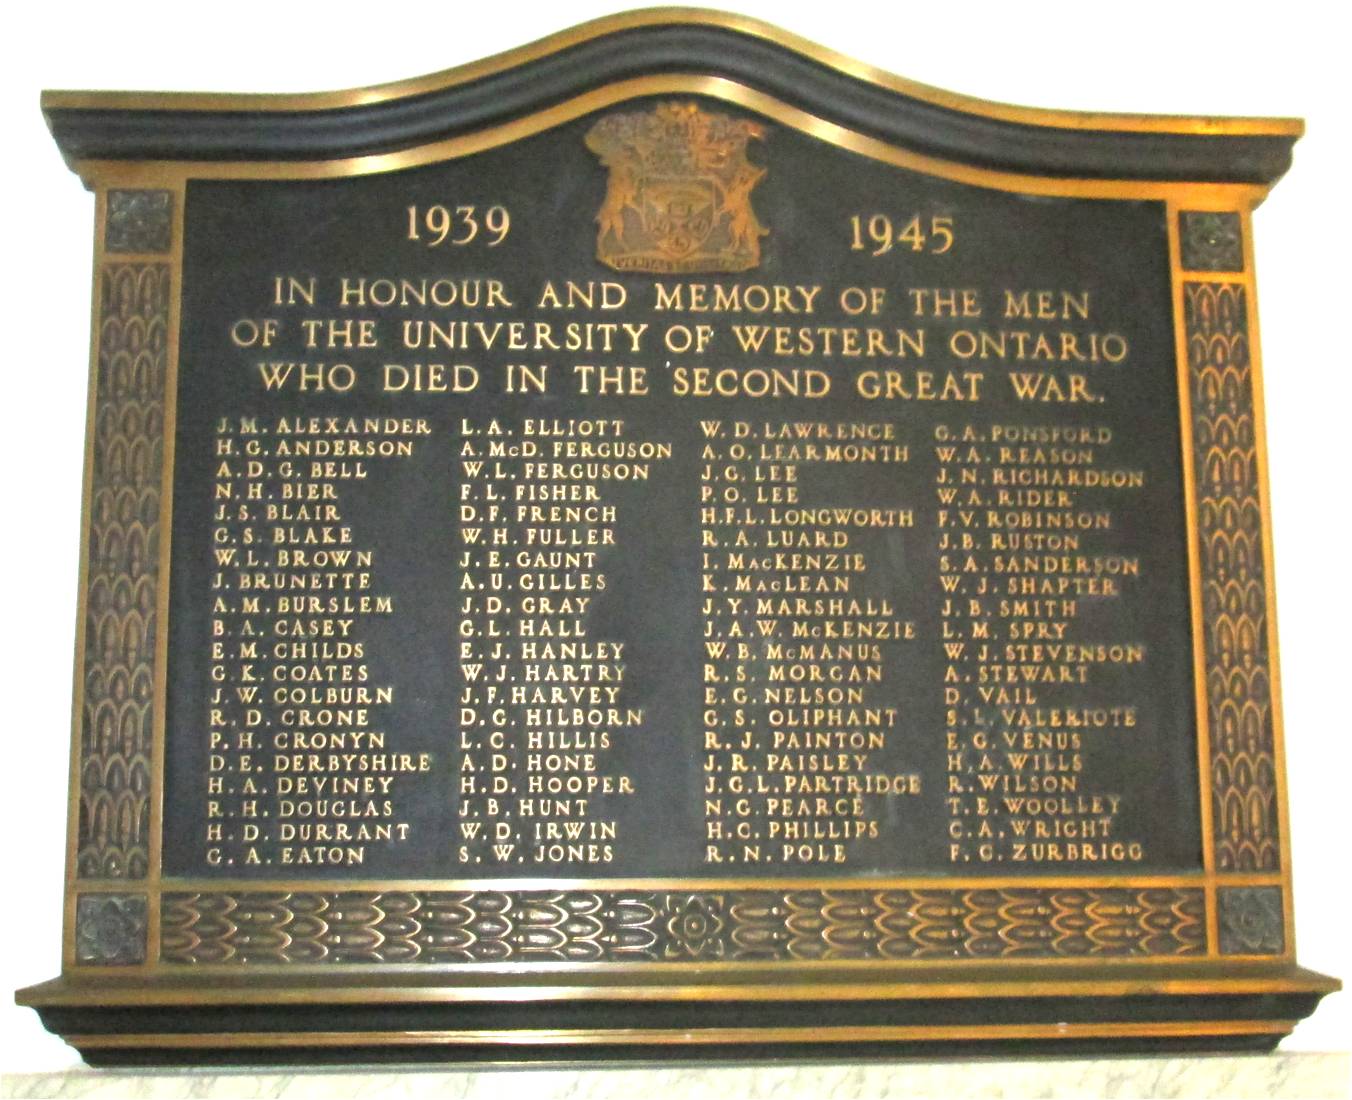 1939 1945
VERITAS ET UTILITAS
IN HONOUR AND MEMORY OF THE MEN
OF THE UNIVERSITY OF WESTERN ONTARIO
WHO DIED IN THE SECOND GREAT WAR.
J. M. ALEXANDER
H. G. ANDERSON
A. D. G. BELL
N. H. BIER
J. S. BLAIR
G. S. BLAKE
W. L. BROWN
J. BRUNETTE
A. M. BURSLEM
B. A. CASEY
E. M. CHILDS
G. K. COATES
J. W. COLBURN
R. D. CRONE
P. H. CRONYN
D. E. DERBYSHIRE
H. A. DEVINEY
R. H. DOUGLAS
H. D. DURRANT
G. A. EATON
L. A. ELLIOTT
A. McD. FERGUSON
W. L. FERGUSON
F. L. FISHER
D. F. FRENCH
W. H. FULLER
J. E. GAUNT
A. U. GILLES
J. D. GRAY
G. L. HALL
E. J. HANLEY
W. J. HARTRY
J. F. HARVEY
D. G. HILBORN
L. C. HILLIS
A. D. HONE
H. D. HOOPER
J. B. HUNT
W. D. IRWIN
S. W. JONES
W. D. LAWRENCE
A. O. LEARMONTH
J. G. LEE
P. O. LEE
H. F. L. LONGWORTH
R. A. LUARD
I. MacKENZIE
K. MacLEAN
J. Y. MARSHALL
J. A. W. McKENZIE
W. B. McMANUS
R. S. MORGAN
E. G. NELSON
G. S. OLIPHANT
R. J. PAINTON
J. R. PAISLEY
J. G. L. PARTRIDGE
N. G. PEARCE
H. C. PHILLIPS
R. N. POLE
G. A. PONSFORD
W. A. REASON
J. N. RICHARDSON
W. A. RIDER
F. V. ROBINSON
J. B. RUSTON
S. A. SANDERSON
W. J. SHAPTER
J. B. SMITH
L. M. SPRY
W. J. STEVENSON
A. STEWART
D. VAIL
S. L. VALERIOTE
E. G. VENUS
H. A. WILLS
R. WILSON
T. E. WOOLLEY
C. A. WRIGHT
F. C. ZURBRIGG